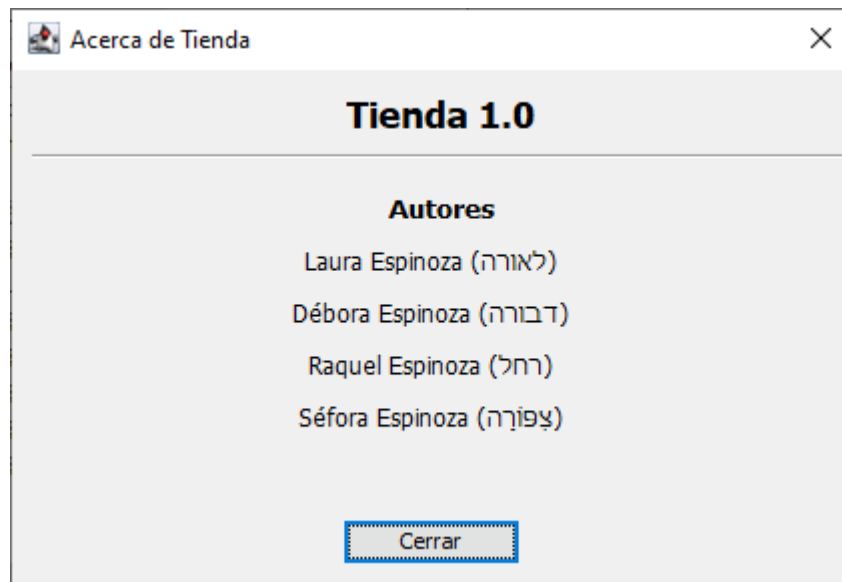 Acerca de Tienda
Tienda 1.0
Autores
Laura Espinoza (לאורה)
Débora Espinoza (דבורה)
Raquel Espinoza (רחל)
Séfora Espinoza (צִפּוֹרָה)
Cerrar